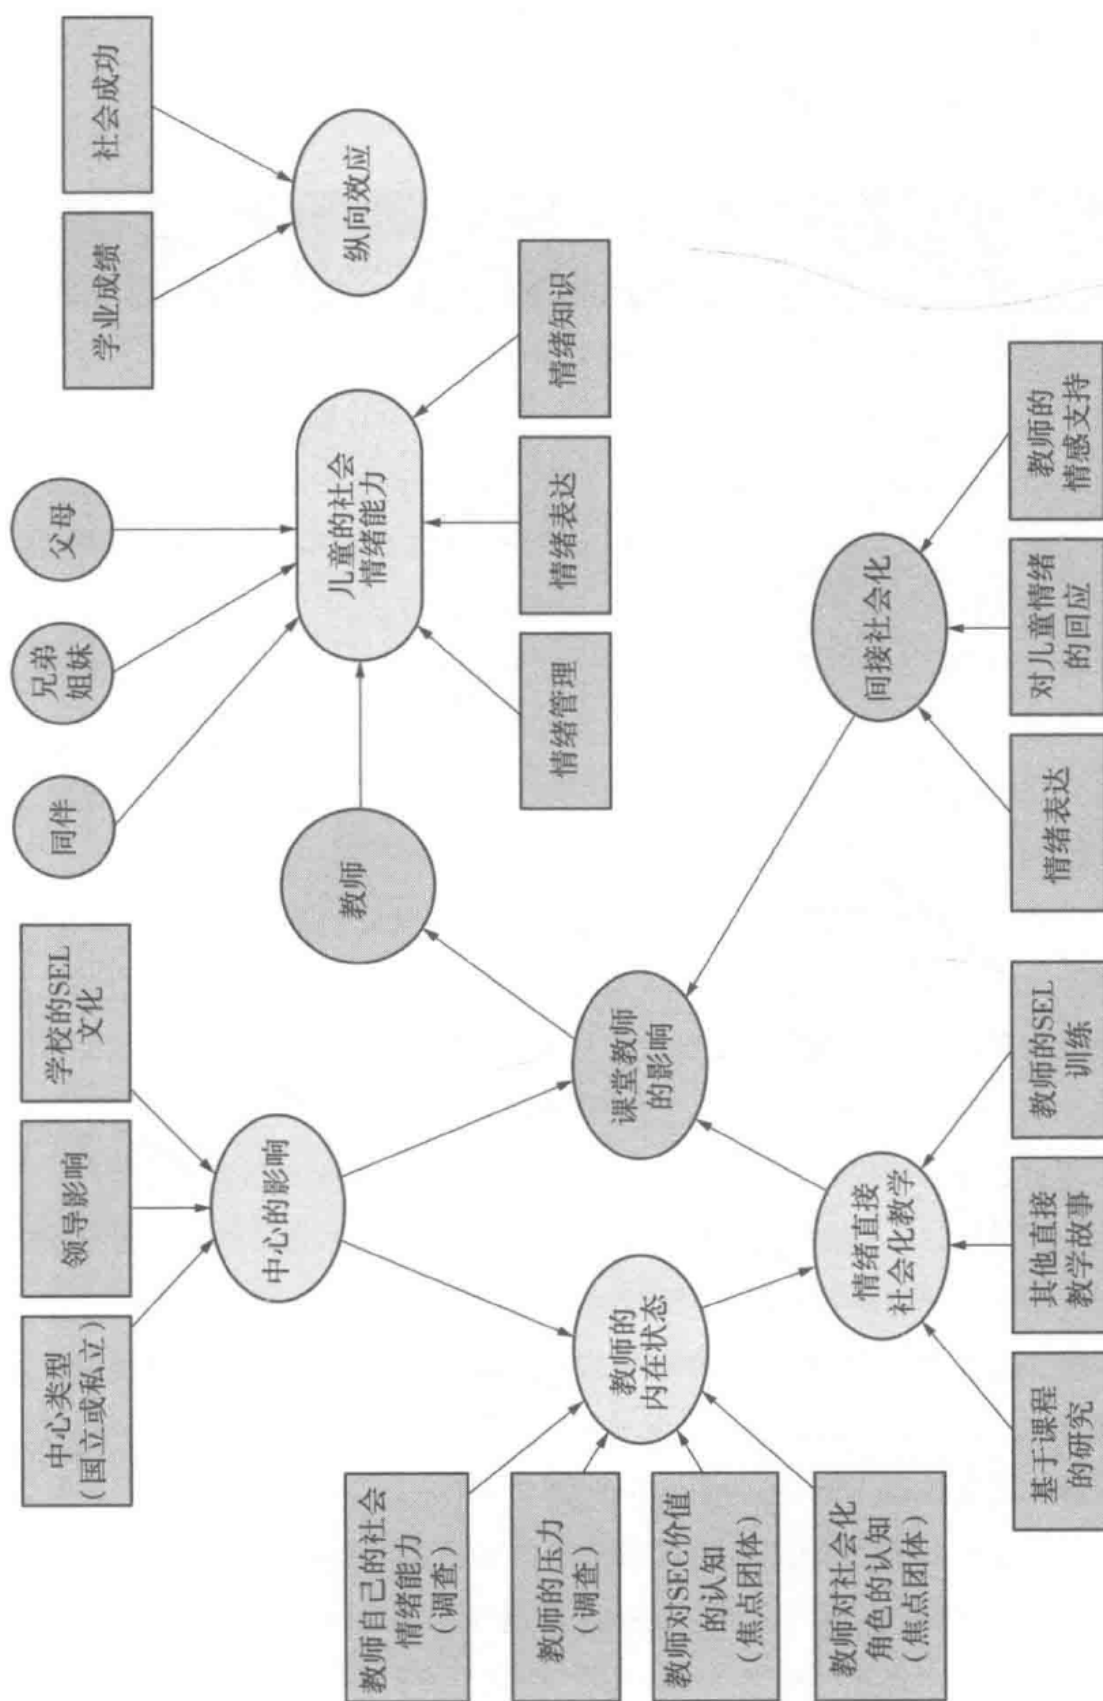 中心类型
（国立或私立）
领导影响
学校的SEL
文化
同伴
兄弟
姐妹
父母
学业成绩
社会成功
中心的影响
教师
儿童的社会
情绪能力
纵向效应
教师自己的社会
情绪能力
（调查）
教师的压力
（调查）
教师对SEC价值
的认知
（焦点团体）
教师对社会化
角色的认知
（焦点团体）
教师的
内在状态
课堂教师
的影响
情绪管理
情绪表达
情绪知识
情绪直接
社会化教学
间接社会化
基于课程
的研究
其他直接
教学故事
教师的SEL
训练
情绪表达
对儿童情绪
的回应
教师的
情感支持